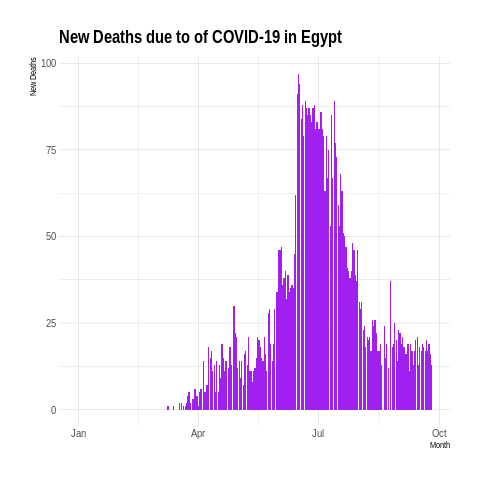 New Deaths due to of COVID-19 in Egypt
New Deaths
100
75
50
25
0
Jan Apr Jul Oct
Month